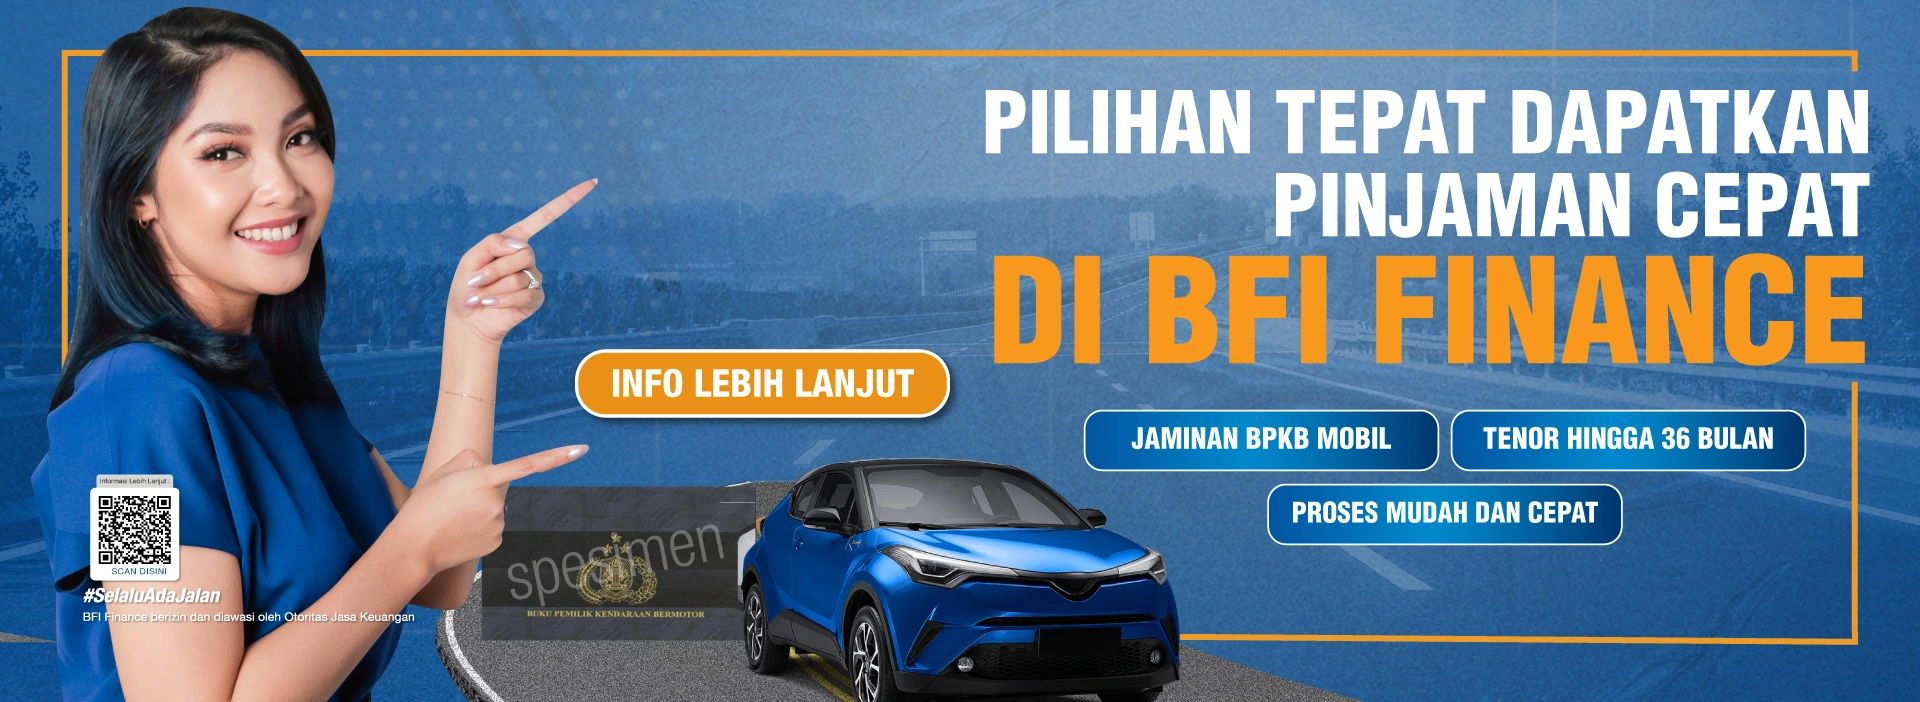 PILIHAN TEPAT DAPATKAN
PINJAMAN CEPAT
DI BFI FINANCE
INFO LEBIH LANJUT
JAMINAN BPKB MOBIL
TENOR HINGGA 36 BULAN
PROSES MUDAH DAN CEPAT
Informasi Lebih Lanjut :
SCAN DISINI
#SelaluAdaJalan
BFI Finance berizin dan diawasi oleh Otoritas Jasa Keuangan
spesimen
BUKU PEMILIK KENDARAAN BERMOTOR